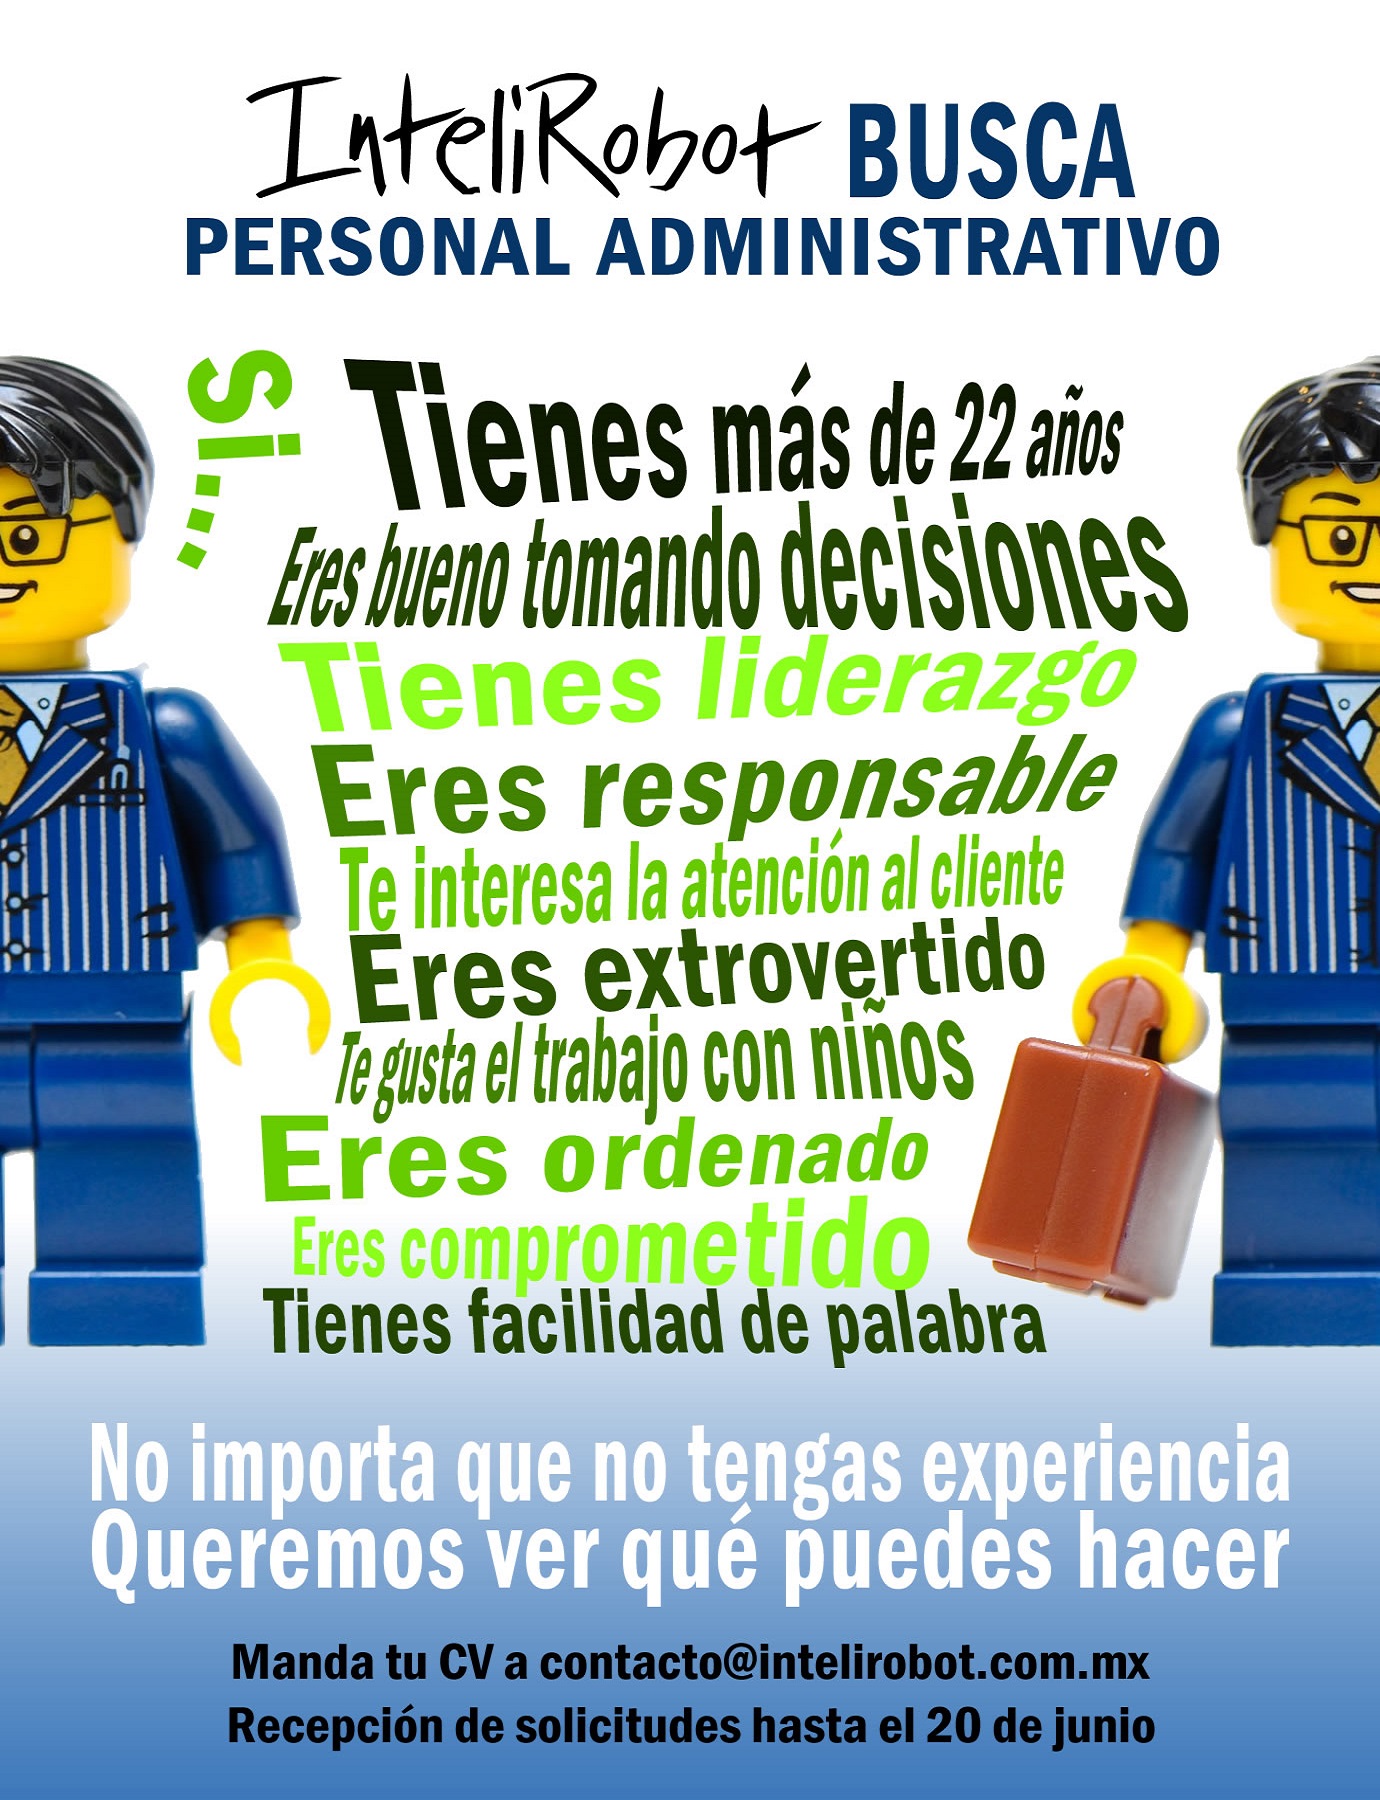 InteliRobot BUSCA
PERSONAL ADMINISTRATIVO
Si...
Tienes más de 22 años
Eres bueno tomando decisiones
Tienes liderazgo
Eres responsable
Te interesa la atención al cliente
Eres extrovertido
Te gusta el trabajo con niños
Eres ordenado
Eres comprometido
Tienes facilidad de palabra
No importa que no tengas experiencia
Queremos ver qué puedes hacer
Manda tu CV a contacto@intelirobot.com.mx
Recepción de solicitudes hasta el 20 de junio